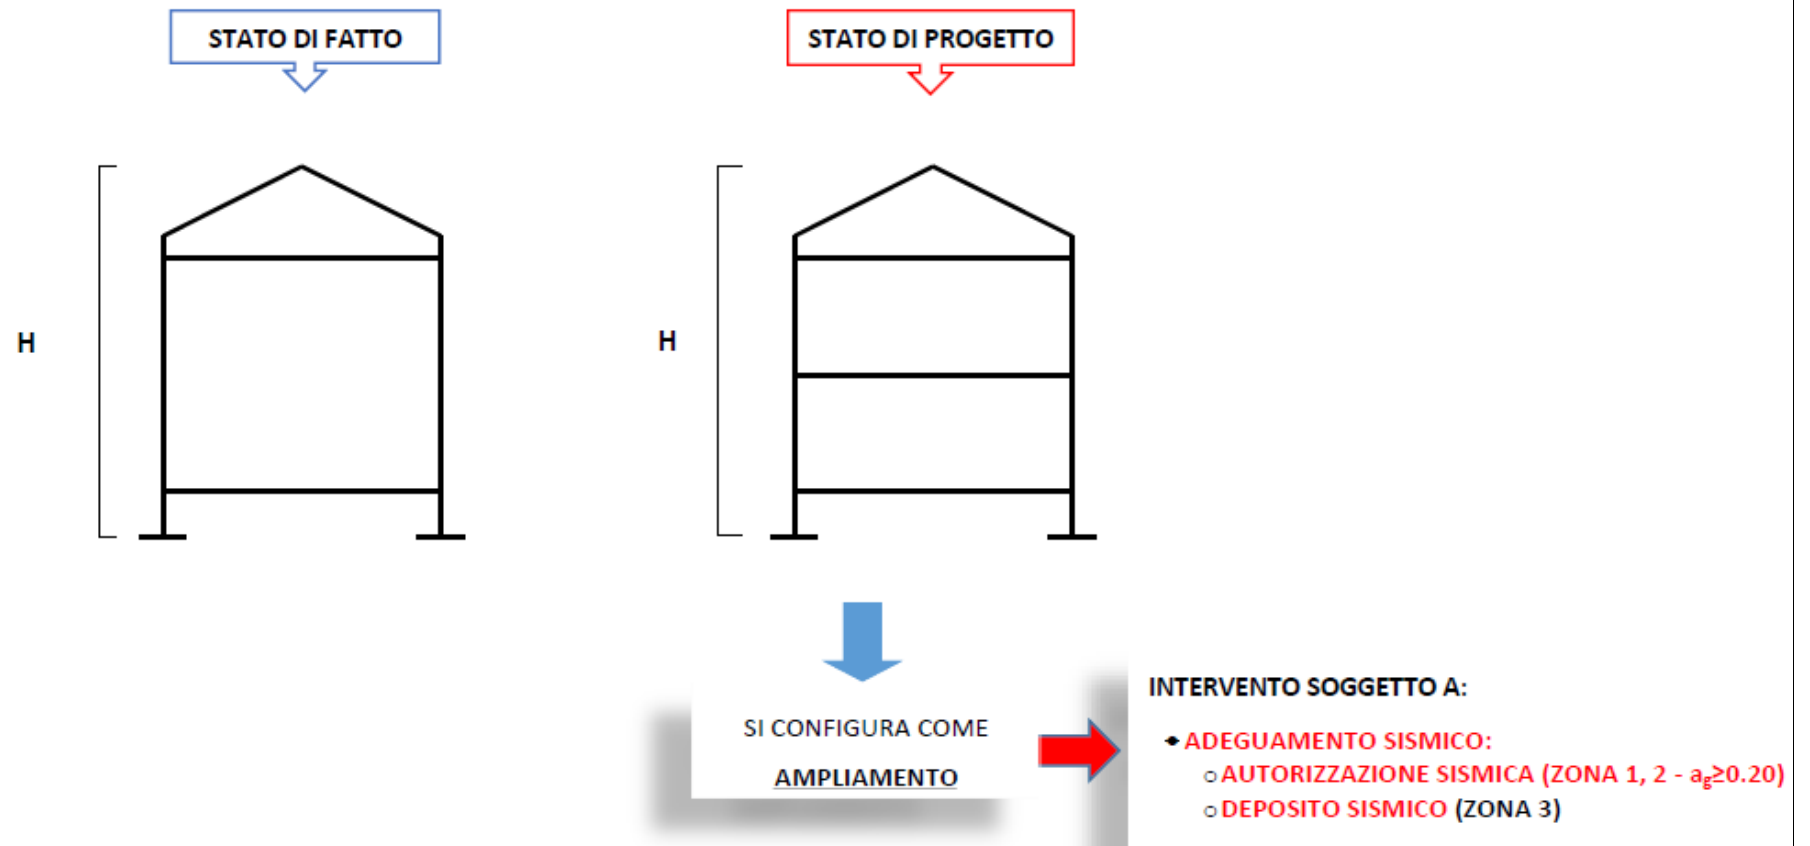 STATO DI FATTO
STATO DI PROGETTO
H
H
SI CONFIGURA COME
AMPLIAMENTO
INTERVENTO SOGGETTO A:
ADEGUAMENTO SISMICO:
AUTORIZZAZIONE SISMICA (ZONA 1, 2 - ag≥0.20)
DEPOSITO SISMICO (ZONA 3)